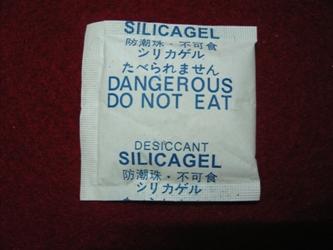 SILICAGEL
防潮珠・不可食
シリカゲル
たべられません
DANGEROUS
DO NOT EAT
DESICCANT
SILICAGEL
防潮珠・不可食
シリカゲル